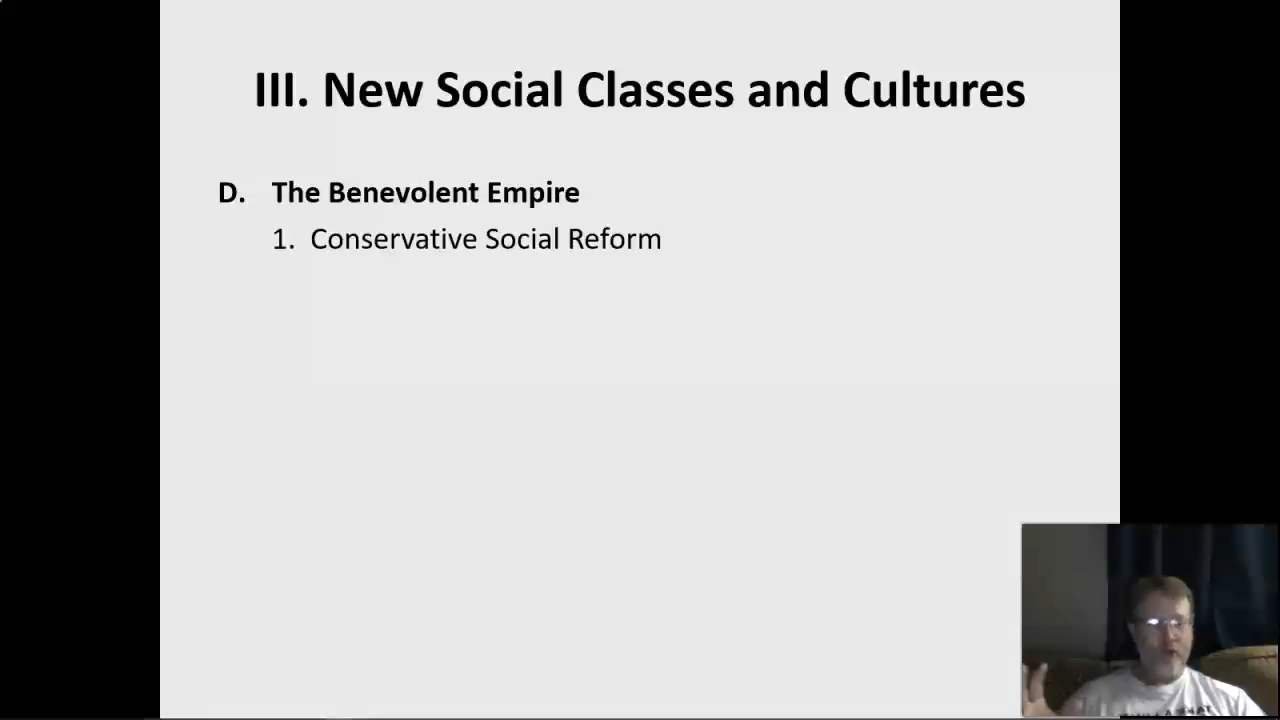 III. New Social Classes and Cultures
D. The Benevolent Empire
1. Conservative Social Reform